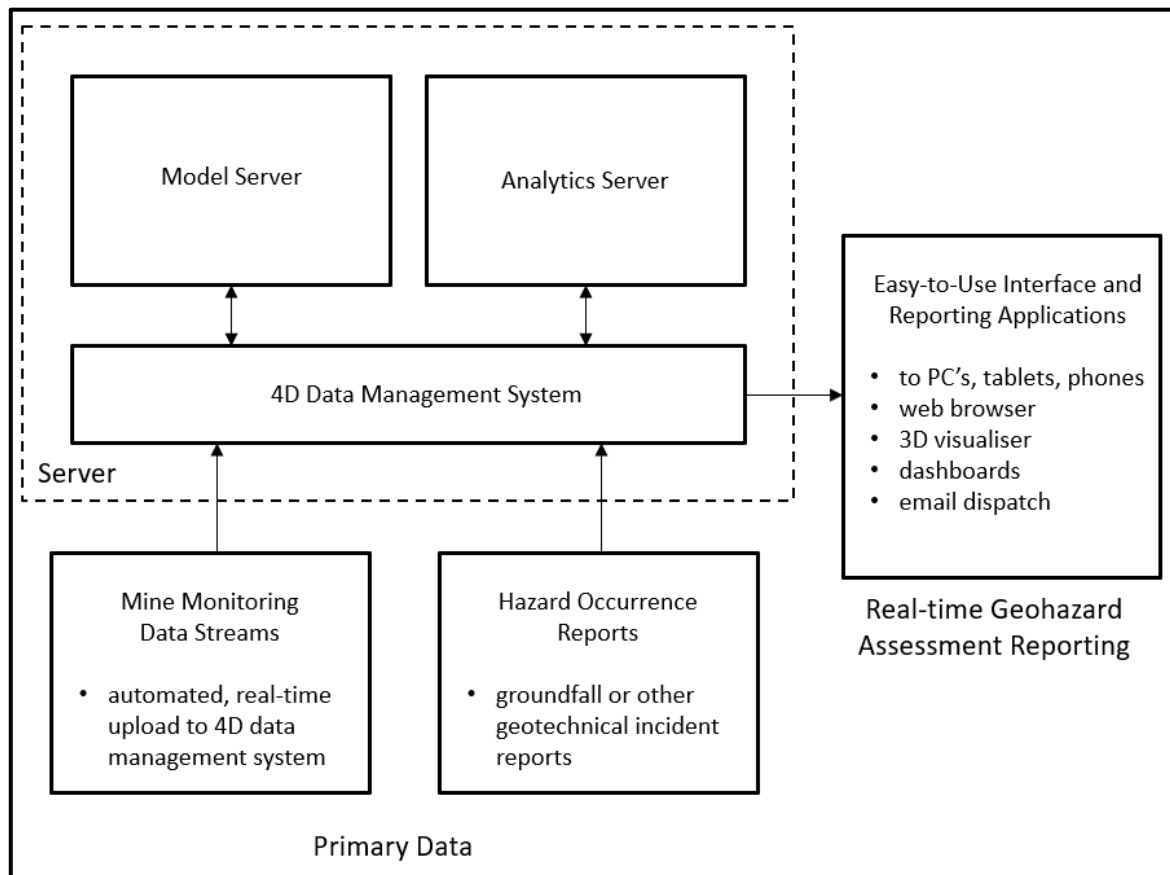 Model Server
Analytics Server
4D Data Management System
Server
Easy-to-Use Interface and
Reporting Applications
• to PC's, tablets, phones
• web browser
• 3D visualiser
• dashboards
• email dispatch
Real-time Geohazard
Assessment Reporting
Mine Monitoring
Data Streams
• automated, real-time
upload to 4D data
management system
Hazard Occurrence
Reports
• groundfall or other
geotechnical incident
reports
Primary Data